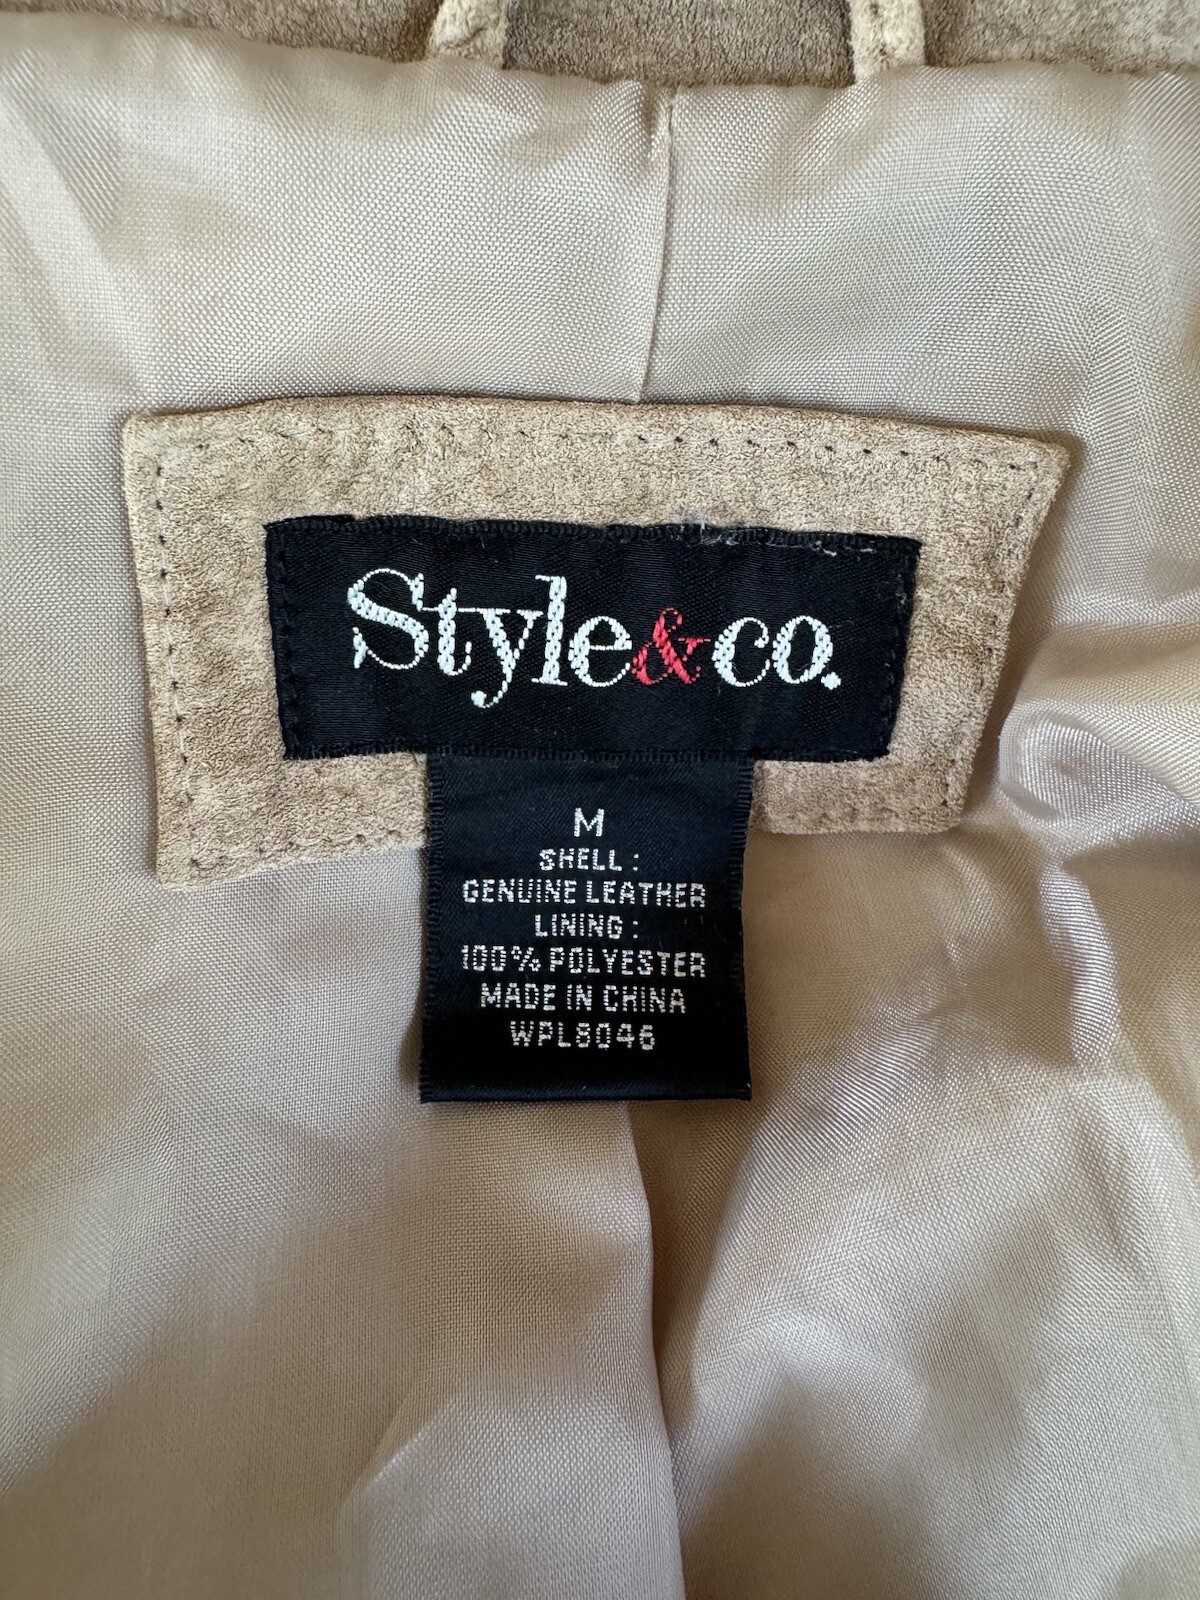 Style&co.
M
SHELL :
GENUINE LEATHER
LINING :
100% POLYESTER
MADE IN CHINA
WPL8046